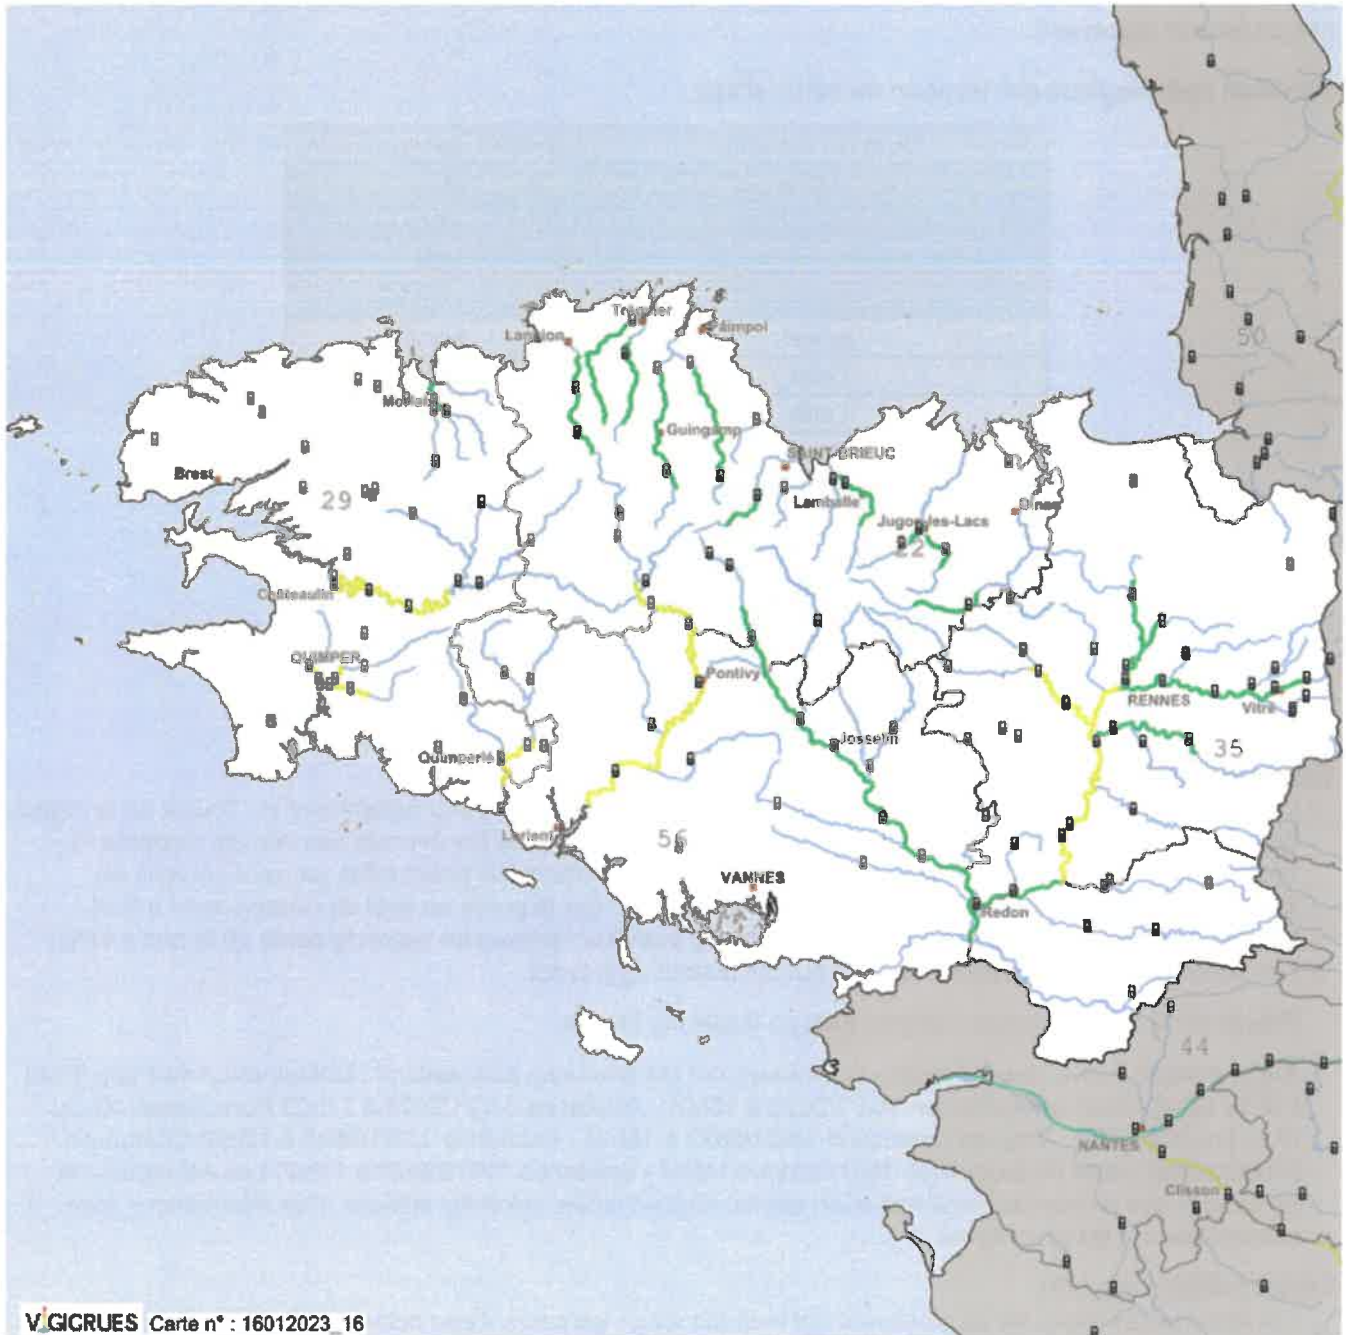 50
Tréguier
Lannion
Paimpol
Morlaix
Guingamp
SAINT-BRIEUC
Brest
29
Lamballe
Dinan
Jugon-les-Lacs
22
Châteaulin
QUIMPER
Pontivy
RENNES
Vitré
Josselin
35
Quimperlé
Lorient
56
VANNES
Redon
44
NANTES
Clisson
VIGICRUES Carte n° : 16012023_16